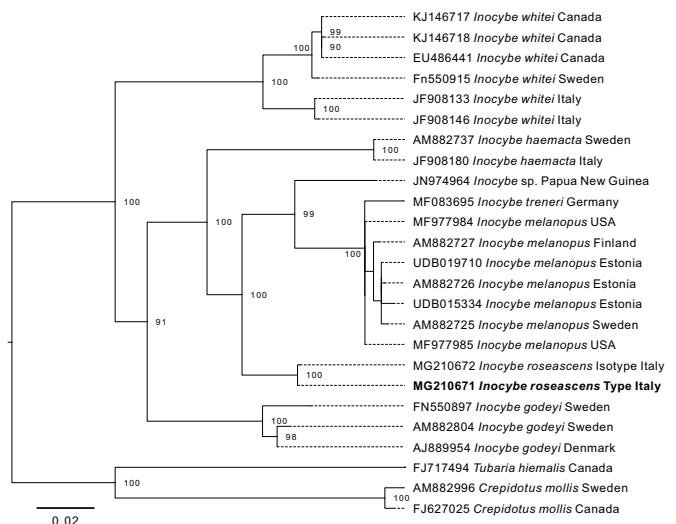 KJ146717 Inocybe whitei Canada
99
KJ146718 Inocybe whitei Canada
100
90
EU486441 Inocybe whitei Canada
100
Fn550915 Inocybe whitei Sweden
JF908133 Inocybe whitei Italy
100
JF908146 Inocybe whitei Italy
AM882737 Inocybe haemacta Sweden
100
JF908180 Inocybe haemacta Italy
JN974964 Inocybe sp. Papua New Guinea
100
MF083695 Inocybe treneri Germany
99
100
MF977984 Inocybe melanopus USA
AM882727 Inocybe melanopus Finland
100
UDB019710 Inocybe melanopus Estonia
AM882726 Inocybe melanopus Estonia
100
UDB015334 Inocybe melanopus Estonia
91
AM882725 Inocybe melanopus Sweden
MF977985 Inocybe melanopus USA
MG210672 Inocybe roseascens Isotype Italy
100
MG210671 Inocybe roseascens Type Italy
FN550897 Inocybe godeyi Sweden
100
AM882804 Inocybe godeyi Sweden
98
AJ889954 Inocybe godeyi Denmark
FJ717494 Tubaria hiemalis Canada
100
AM882996 Crepidotus mollis Sweden
100
FJ627025 Crepidotus mollis Canada
0.02